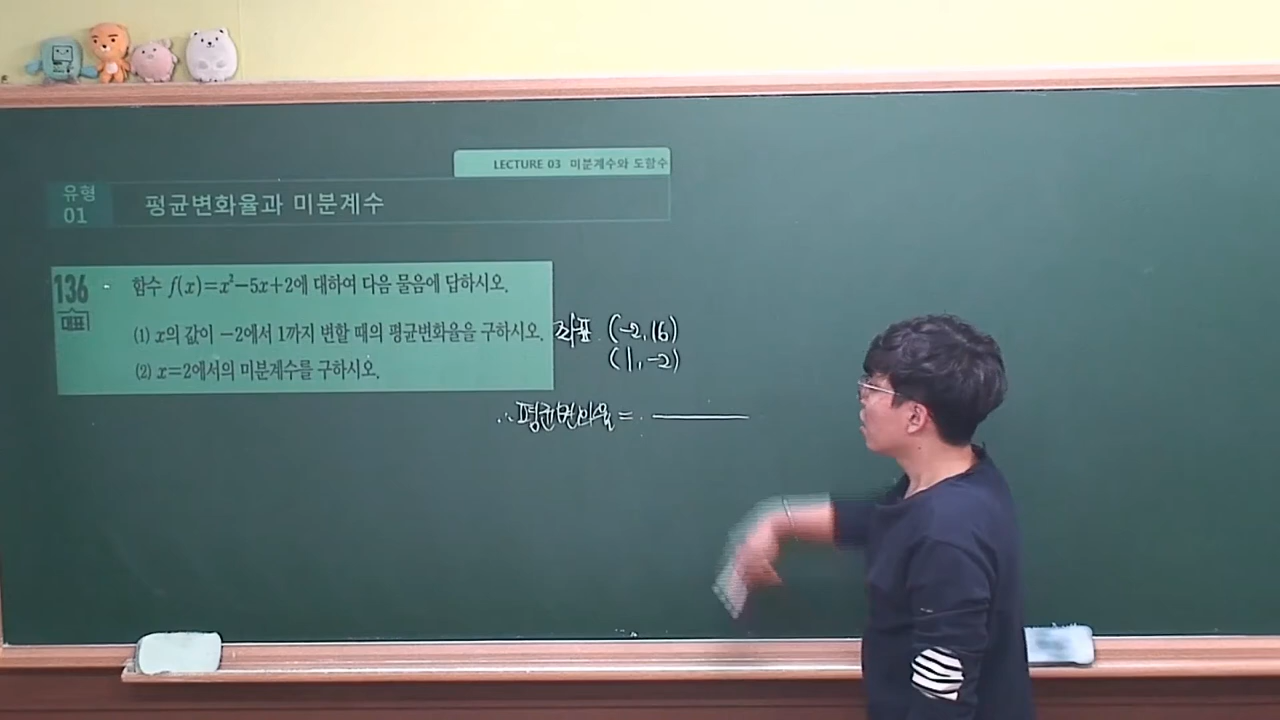 LECTURE 03 미분계수와 도함수
유형 01
평균변화율과 미분계수
136
대표
함수 f(x)=x²-5x+2에 대하여 다음 물음에 답하시오.
(1) x의 값이 -2에서 1까지 변할 때의 평균변화율을 구하시오.
(2) x=2에서의 미분계수를 구하시오.
좌표 (-2, 16)
(1, -2)
∴ 평균변화율 =